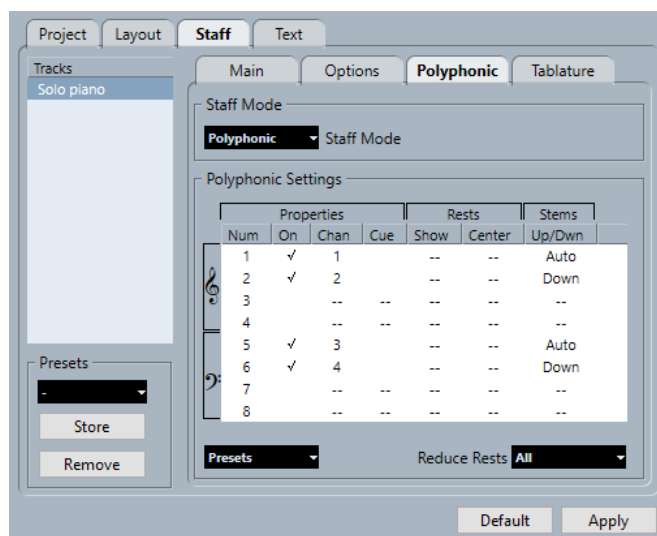 Project Layout Staff Text
Tracks
Solo piano
Main Options Polyphonic Tablature
Staff Mode
Polyphonic Staff Mode
Polyphonic Settings
Properties Rests Stems
Num On Chan Cue Show Center Up/Dwn
1 √ 1 -- -- Auto
2 √ 2 -- -- Down
3 -- -- -- -- --
4 -- -- -- -- --
5 √ 3 -- -- Auto
6 √ 4 -- -- Down
7 -- -- -- -- --
8 -- -- -- -- --
Presets
-
Store
Remove
Presets Reduce Rests All
Default Apply